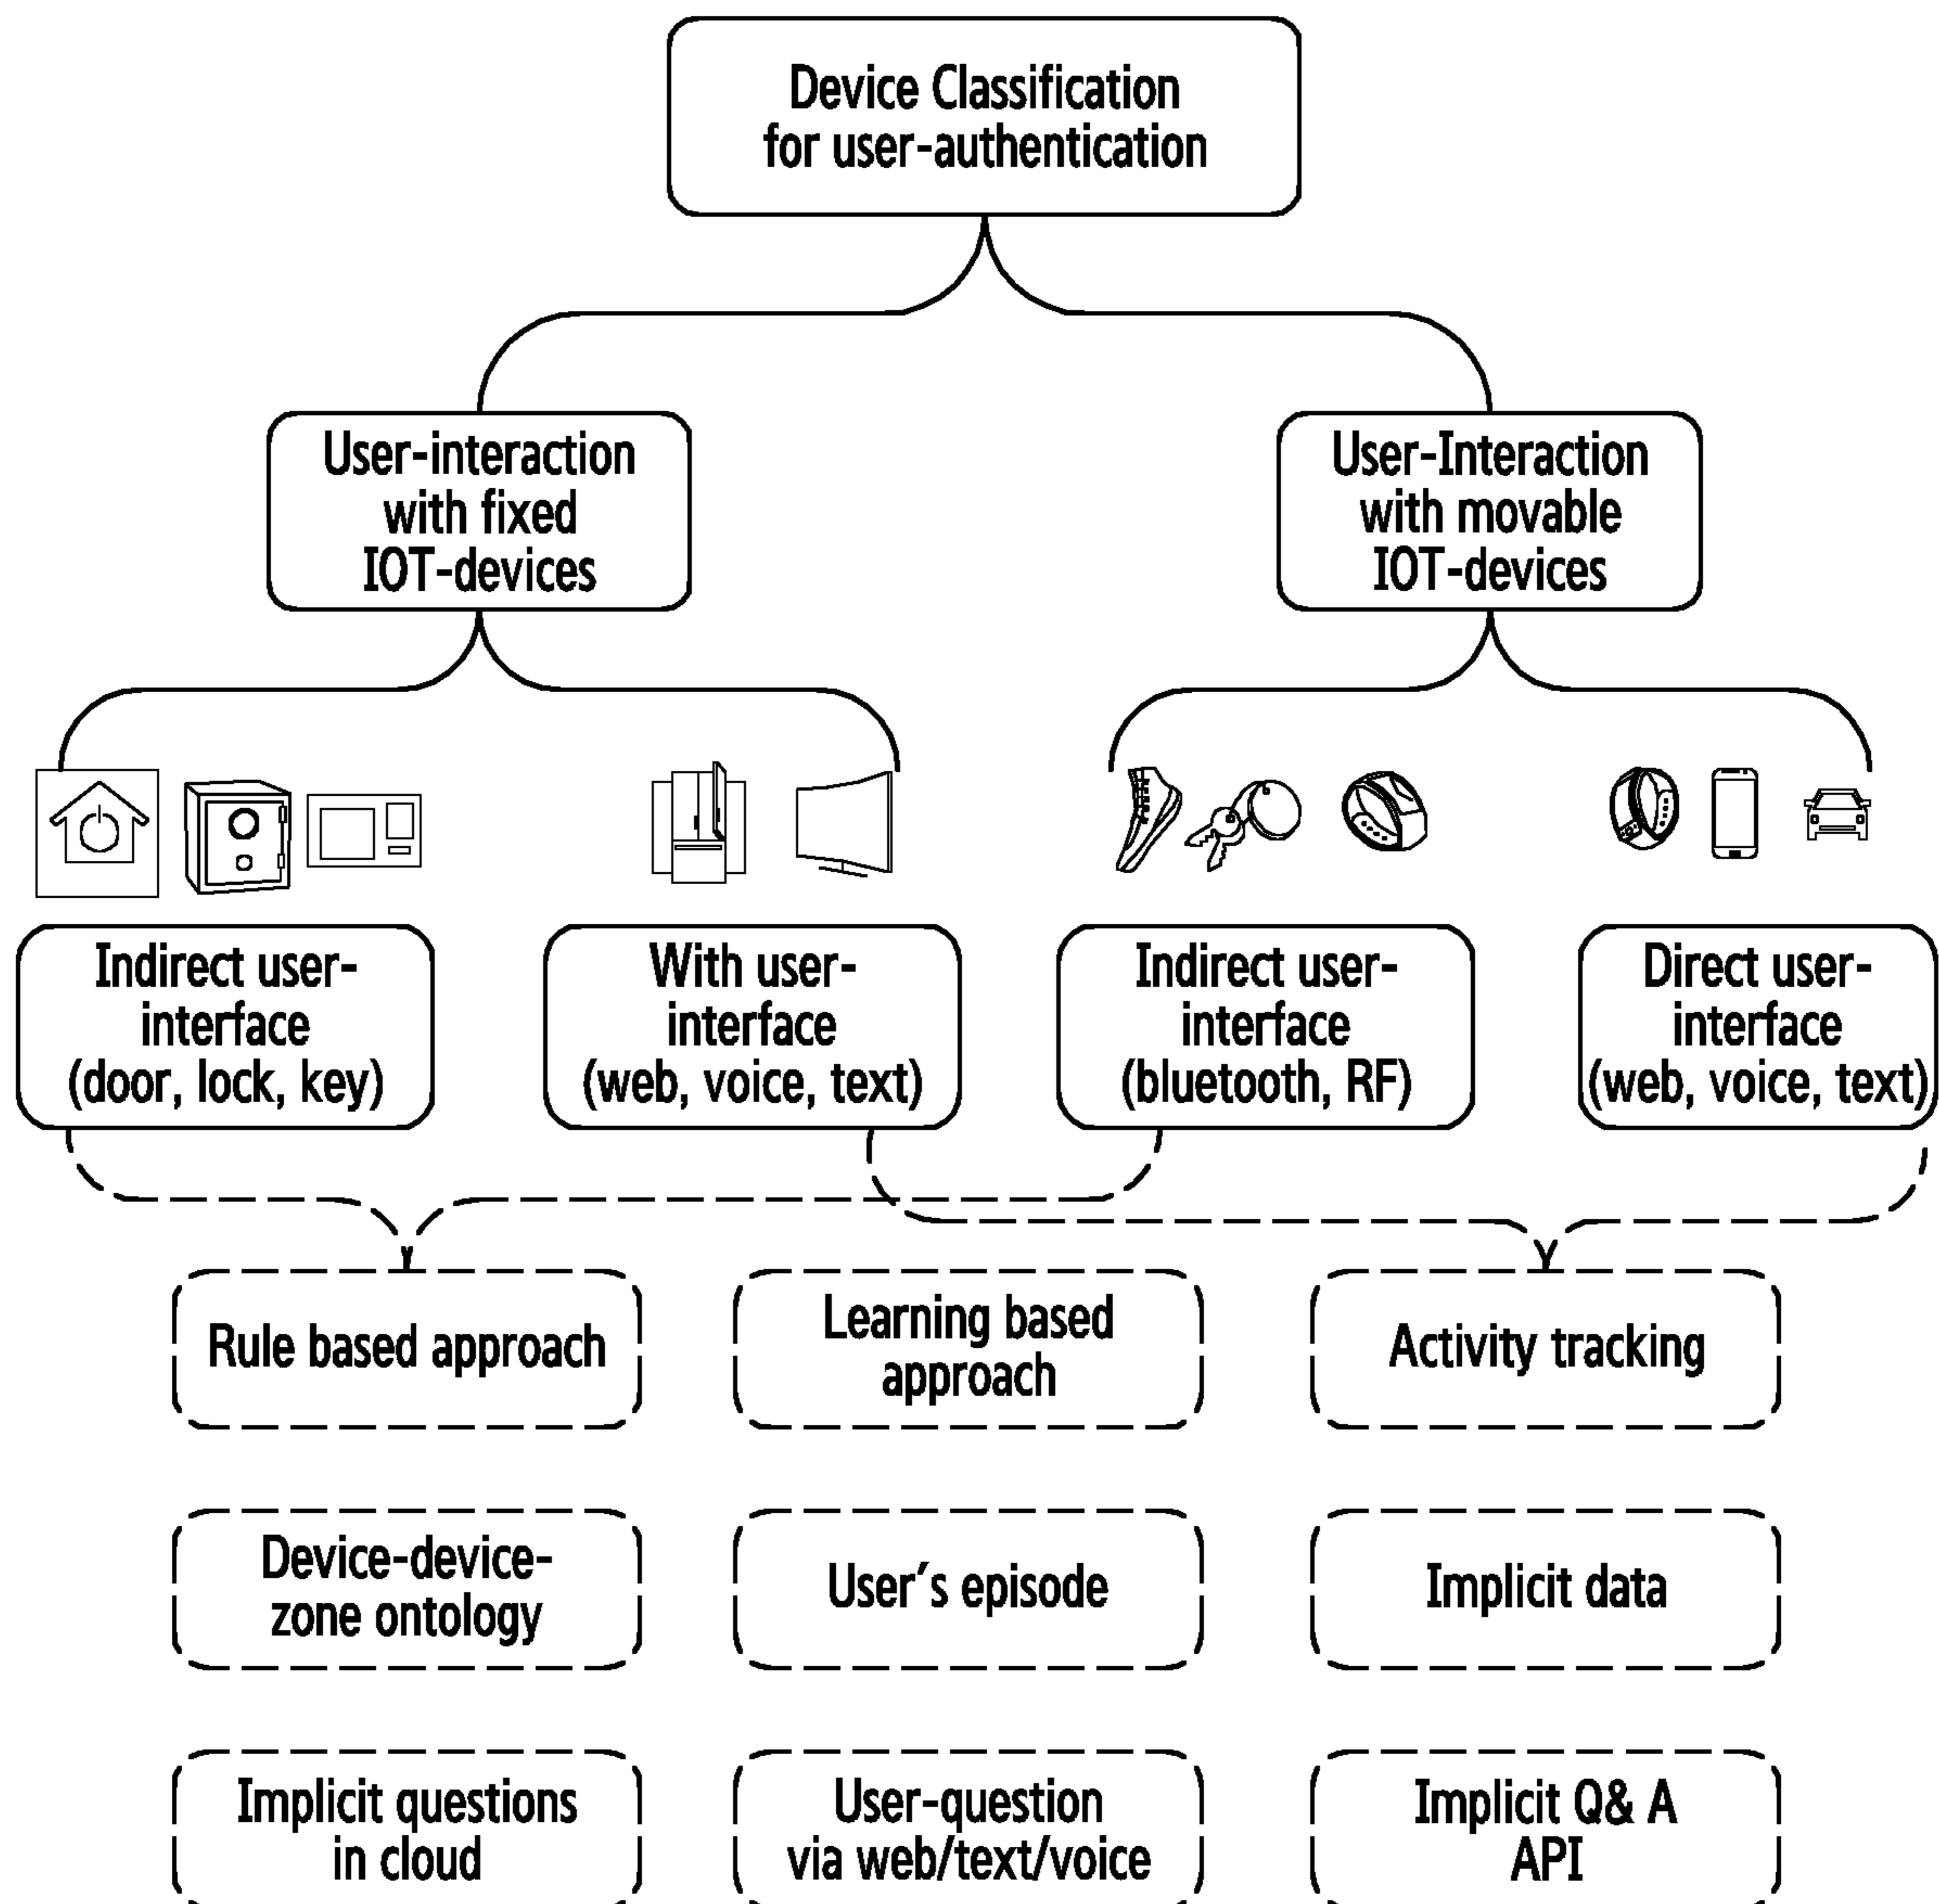 Device Classification
for user-authentication
User-interaction
with fixed
IOT-devices
User-Interaction
with movable
IOT-devices
Indirect user-
interface
(door, lock, key)
With user-
interface
(web, voice, text)
Indirect user-
interface
(bluetooth, RF)
Direct user-
interface
(web, voice, text)
Rule based approach
Learning based
approach
Activity tracking
Device-device-
zone ontology
User's episode
Implicit data
Implicit questions
in cloud
User-question
via web/text/voice
Implicit Q& A
API